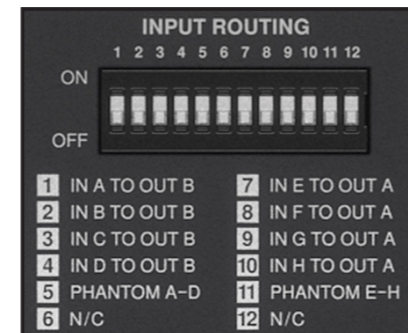 INPUT ROUTING
1 2 3 4 5 6 7 8 9 10 11 12
ON
OFF
1 IN A TO OUT B
2 IN B TO OUT B
3 IN C TO OUT B
4 IN D TO OUT B
5 PHANTOM A-D
6 N/C
7 IN E TO OUT A
8 IN F TO OUT A
9 IN G TO OUT A
10 IN H TO OUT A
11 PHANTOM E-H
12 N/C